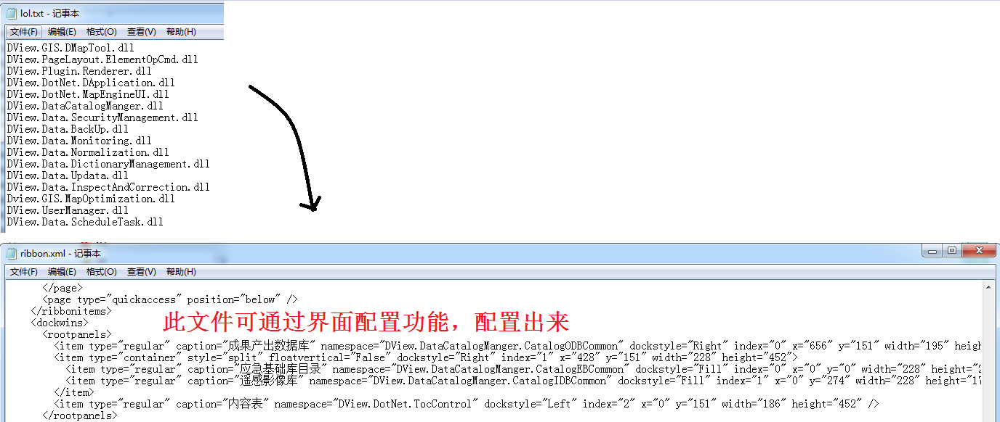 lol.txt - 记事本
文件(F) 编辑(E) 格式(O) 查看(V) 帮助(H)
DView.GIS.DMapTool.dll
DView.PageLayout.ElementOpCmd.dll
DView.Plugin.Renderer.dll
DView.DotNet.DApplication.dll
DView.DotNet.MapEngineUI.dll
DView.DataCatalogManger.dll
DView.Data.SecurityManagement.dll
DView.Data.BackUp.dll
DView.Data.Monitoring.dll
DView.Data.Normalization.dll
DView.Data.DictionaryManagement.dll
DView.Data.Updata.dll
DView.Data.InspectAndCorrection.dll
Dview.GIS.MapOptimization.dll
DView.UserManager.dll
DView.Data.ScheduleTask.dll
ribbon.xml - 记事本
文件(F) 编辑(E) 格式(O) 查看(V) 帮助(H)
</page>
<page type="quickaccess" position="below" />
</ribbonitems>
<dockwins>
此文件可通过界面配置功能，配置出来
<rootpanels>
<item type="regular" caption="成果产出数据库" namespace="DView.DataCatalogManger.CatalogODBCommon" dockstyle="Right" index="0" x="656" y="151" width="195" heigh
<item type="container" style="split" floatvertical="False" dockstyle="Right" index="1" x="428" y="151" width="228" height="452">
<item type="regular" caption="应急基础库目录" namespace="DView.DataCatalogManger.CatalogEBCommon" dockstyle="Fill" index="0" x="0" y="0" width="228" height="2
<item type="regular" caption="遥感影像库" namespace="DView.DataCatalogManger.CatalogIDBCommon" dockstyle="Fill" index="1" x="0" y="274" width="228" height="17
</item>
<item type="regular" caption="内容表" namespace="DView.DotNet.TocControl" dockstyle="Left" index="2" x="0" y="151" width="186" height="452" />
</rootpanels>